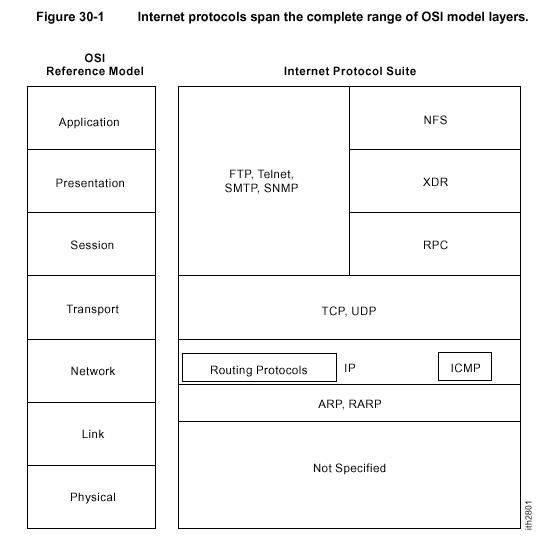 Figure 30-1 Internet protocols span the complete range of OSI model layers.
OSI
Reference Model
Internet Protocol Suite
Application
Presentation
Session
Transport
Network
Link
Physical
FTP, Telnet,
SMTP, SNMP
NFS
XDR
RPC
TCP, UDP
Routing Protocols
IP
ICMP
ARP, RARP
Not Specified
ith2801